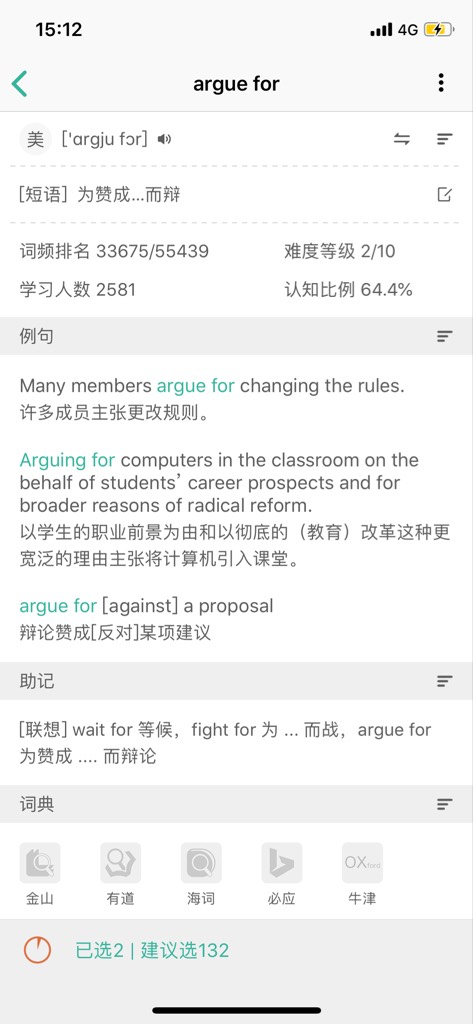 15:12
4G
argue for
美 ['ɑrgju fɔr]
[短语] 为赞成...而辩
词频排名 33675/55439
难度等级 2/10
学习人数 2581
认知比例 64.4%
例句
Many members argue for changing the rules.
许多成员主张更改规则。
Arguing for computers in the classroom on the
behalf of students’ career prospects and for
broader reasons of radical reform.
以学生的职业前景为由和以彻底的（教育）改革这种更
宽泛的理由主张将计算机引入课堂。
argue for [against] a proposal
辩论赞成[反对]某项建议
助记
[联想] wait for 等候，fight for 为 ... 而战，argue for
为赞成 .... 而辩论
词典
OXford
金山
有道
海词
必应
牛津
已选2 | 建议选132